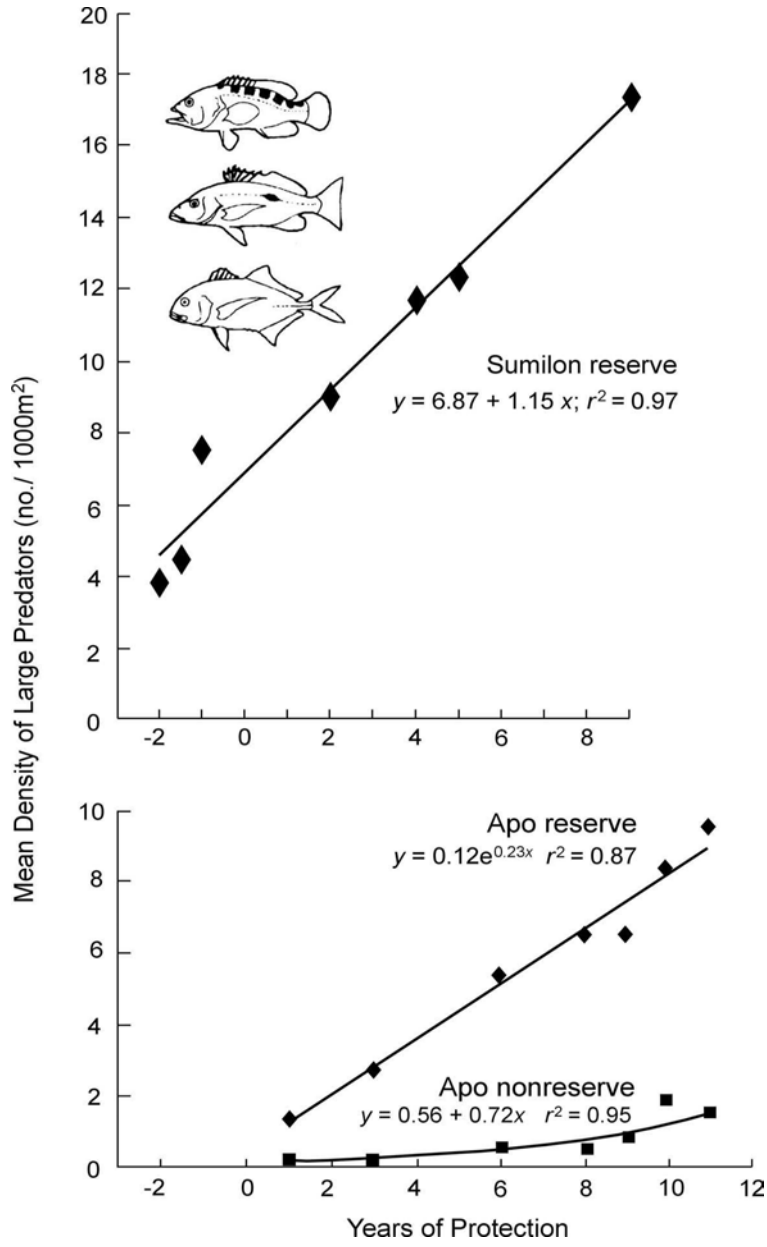 Mean Density of Large Predators (no./ 1000m²)
20
18
16
14
12
10
8
6
4
2
0
Sumilon reserve
y = 6.87 + 1.15 x; r² = 0.97
-2 0 2 4 6 8
10
8
6
4
2
0
Apo reserve
y = 0.12e^0.23x r² = 0.87
Apo nonreserve
y = 0.56 + 0.72x r² = 0.95
-2 0 2 4 6 8 10 12
Years of Protection